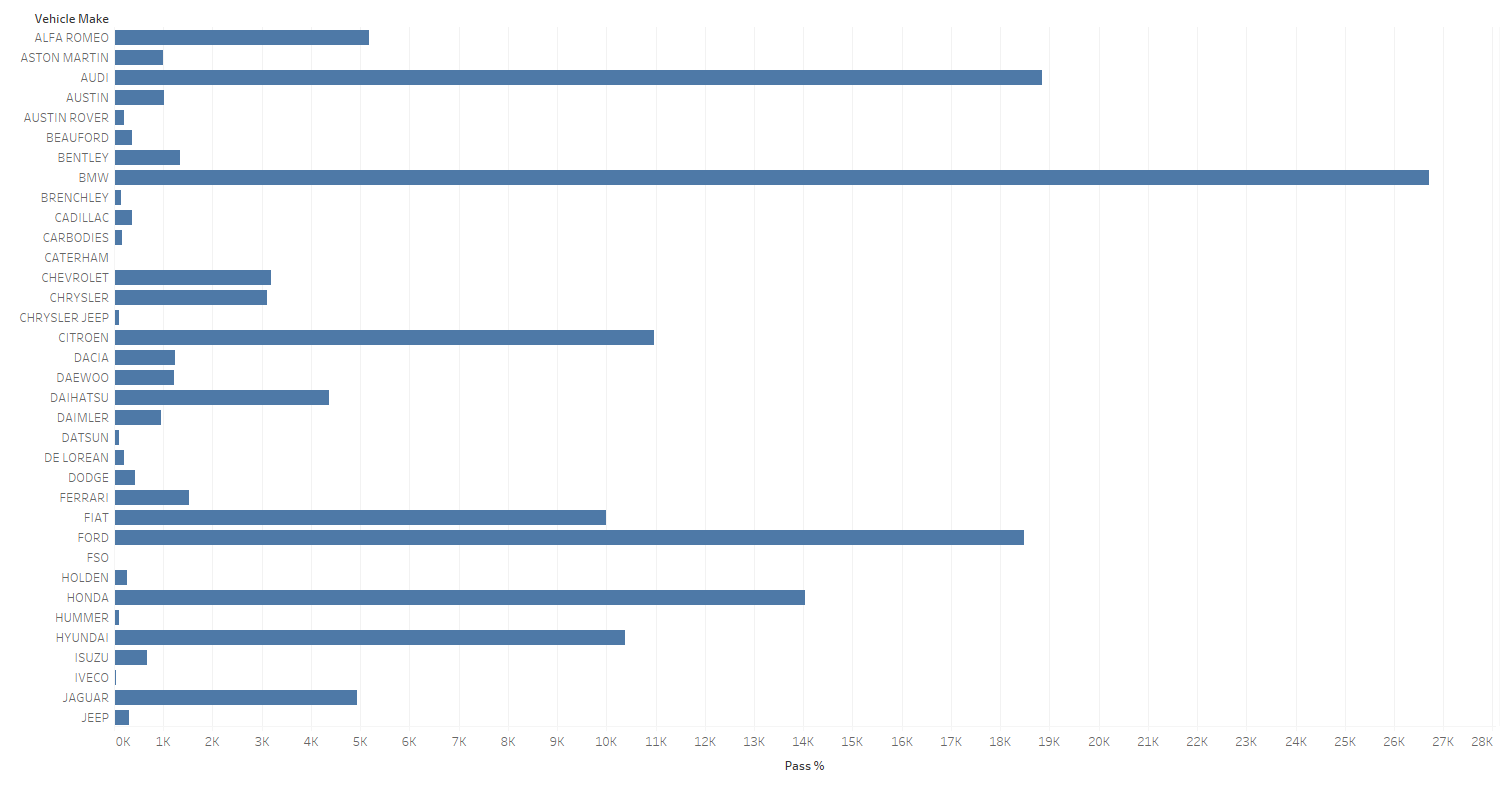 Vehicle Make
ALFA ROMEO
ASTON MARTIN
AUDI
AUSTIN
AUSTIN ROVER
BEAUFORD
BENTLEY
BMW
BRENCHLEY
CADILLAC
CARBODIES
CATERHAM
CHEVROLET
CHRYSLER
CHRYSLER JEEP
CITROEN
DACIA
DAEWOO
DAIHATSU
DAIMLER
DATSUN
DE LOREAN
DODGE
FERRARI
FIAT
FORD
FSO
HOLDEN
HONDA
HUMMER
HYUNDAI
ISUZU
IVECO
JAGUAR
JEEP
0K 1K 2K 3K 4K 5K 6K 7K 8K 9K 10K 11K 12K 13K 14K 15K 16K 17K 18K 19K 20K 21K 22K 23K 24K 25K 26K 27K 28K
Pass %